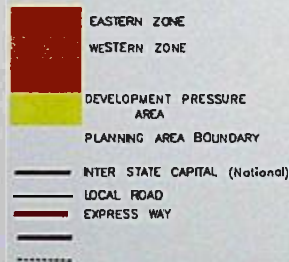 EASTERN ZONE
WESTERN ZONE
DEVELOPMENT PRESSURE
AREA
PLANNING AREA BOUNDARY
INTER STATE CAPITAL (National)
LOCAL ROAD
EXPRESS WAY